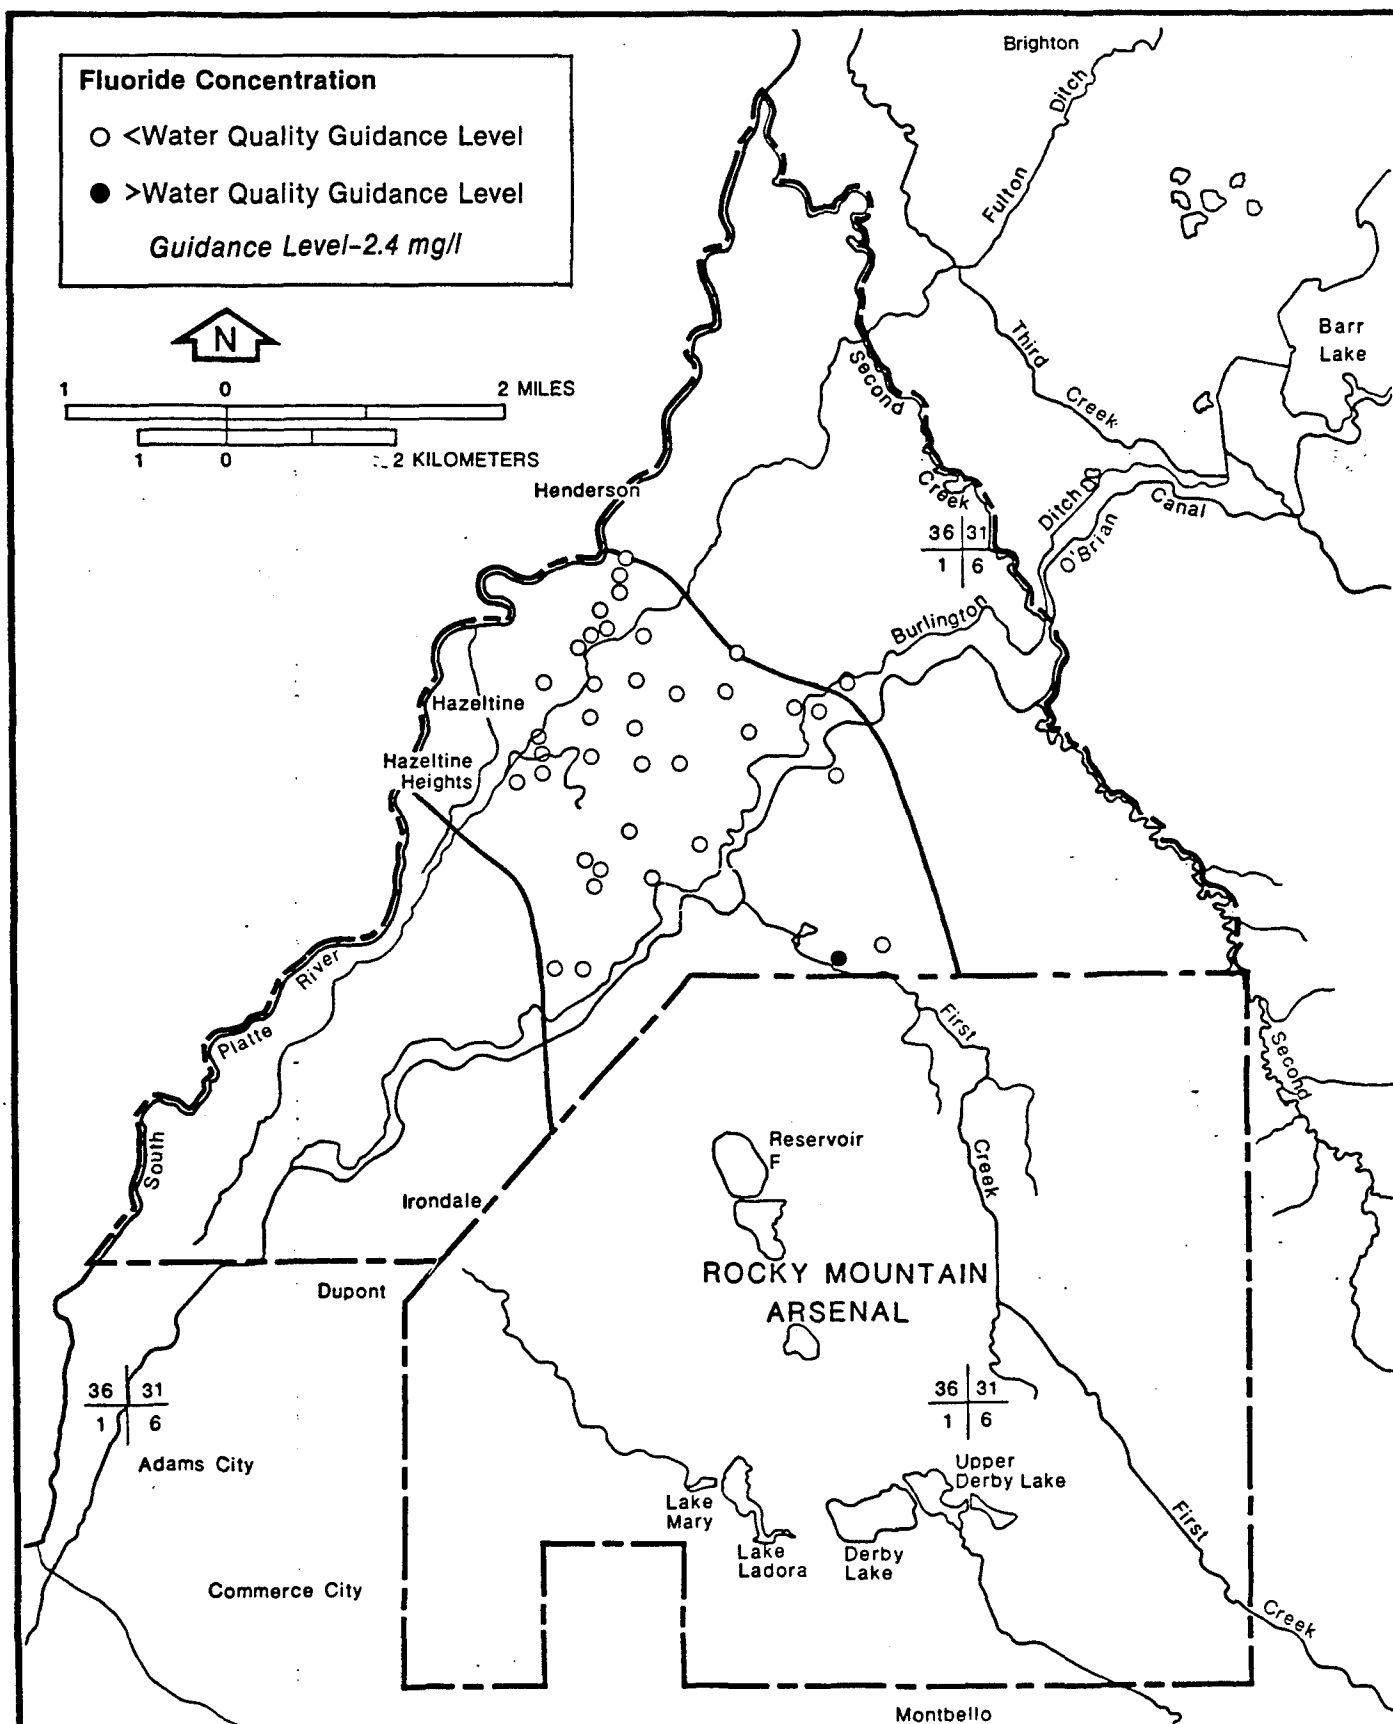 Fluoride Concentration
<Water Quality Guidance Level
>Water Quality Guidance Level
Guidance Level-2.4 mg/l
N
1 0 2 MILES
1 0 2 KILOMETERS
Brighton
Fulton Ditch
Barr
Lake
Third Creek
Second Creek
Henderson
Ditch
O'Brian Canal
36 31
1 6
Burlington
Hazeltine
Hazeltine
Heights
South Platte River
First Creek
Second
Reservoir
F
Irondale
ROCKY MOUNTAIN
ARSENAL
Dupont
36 31
1 6
36 31
1 6
Adams City
Upper
Derby Lake
Lake
Mary
Lake
Ladora
Derby
Lake
First Creek
Commerce City
Montbello